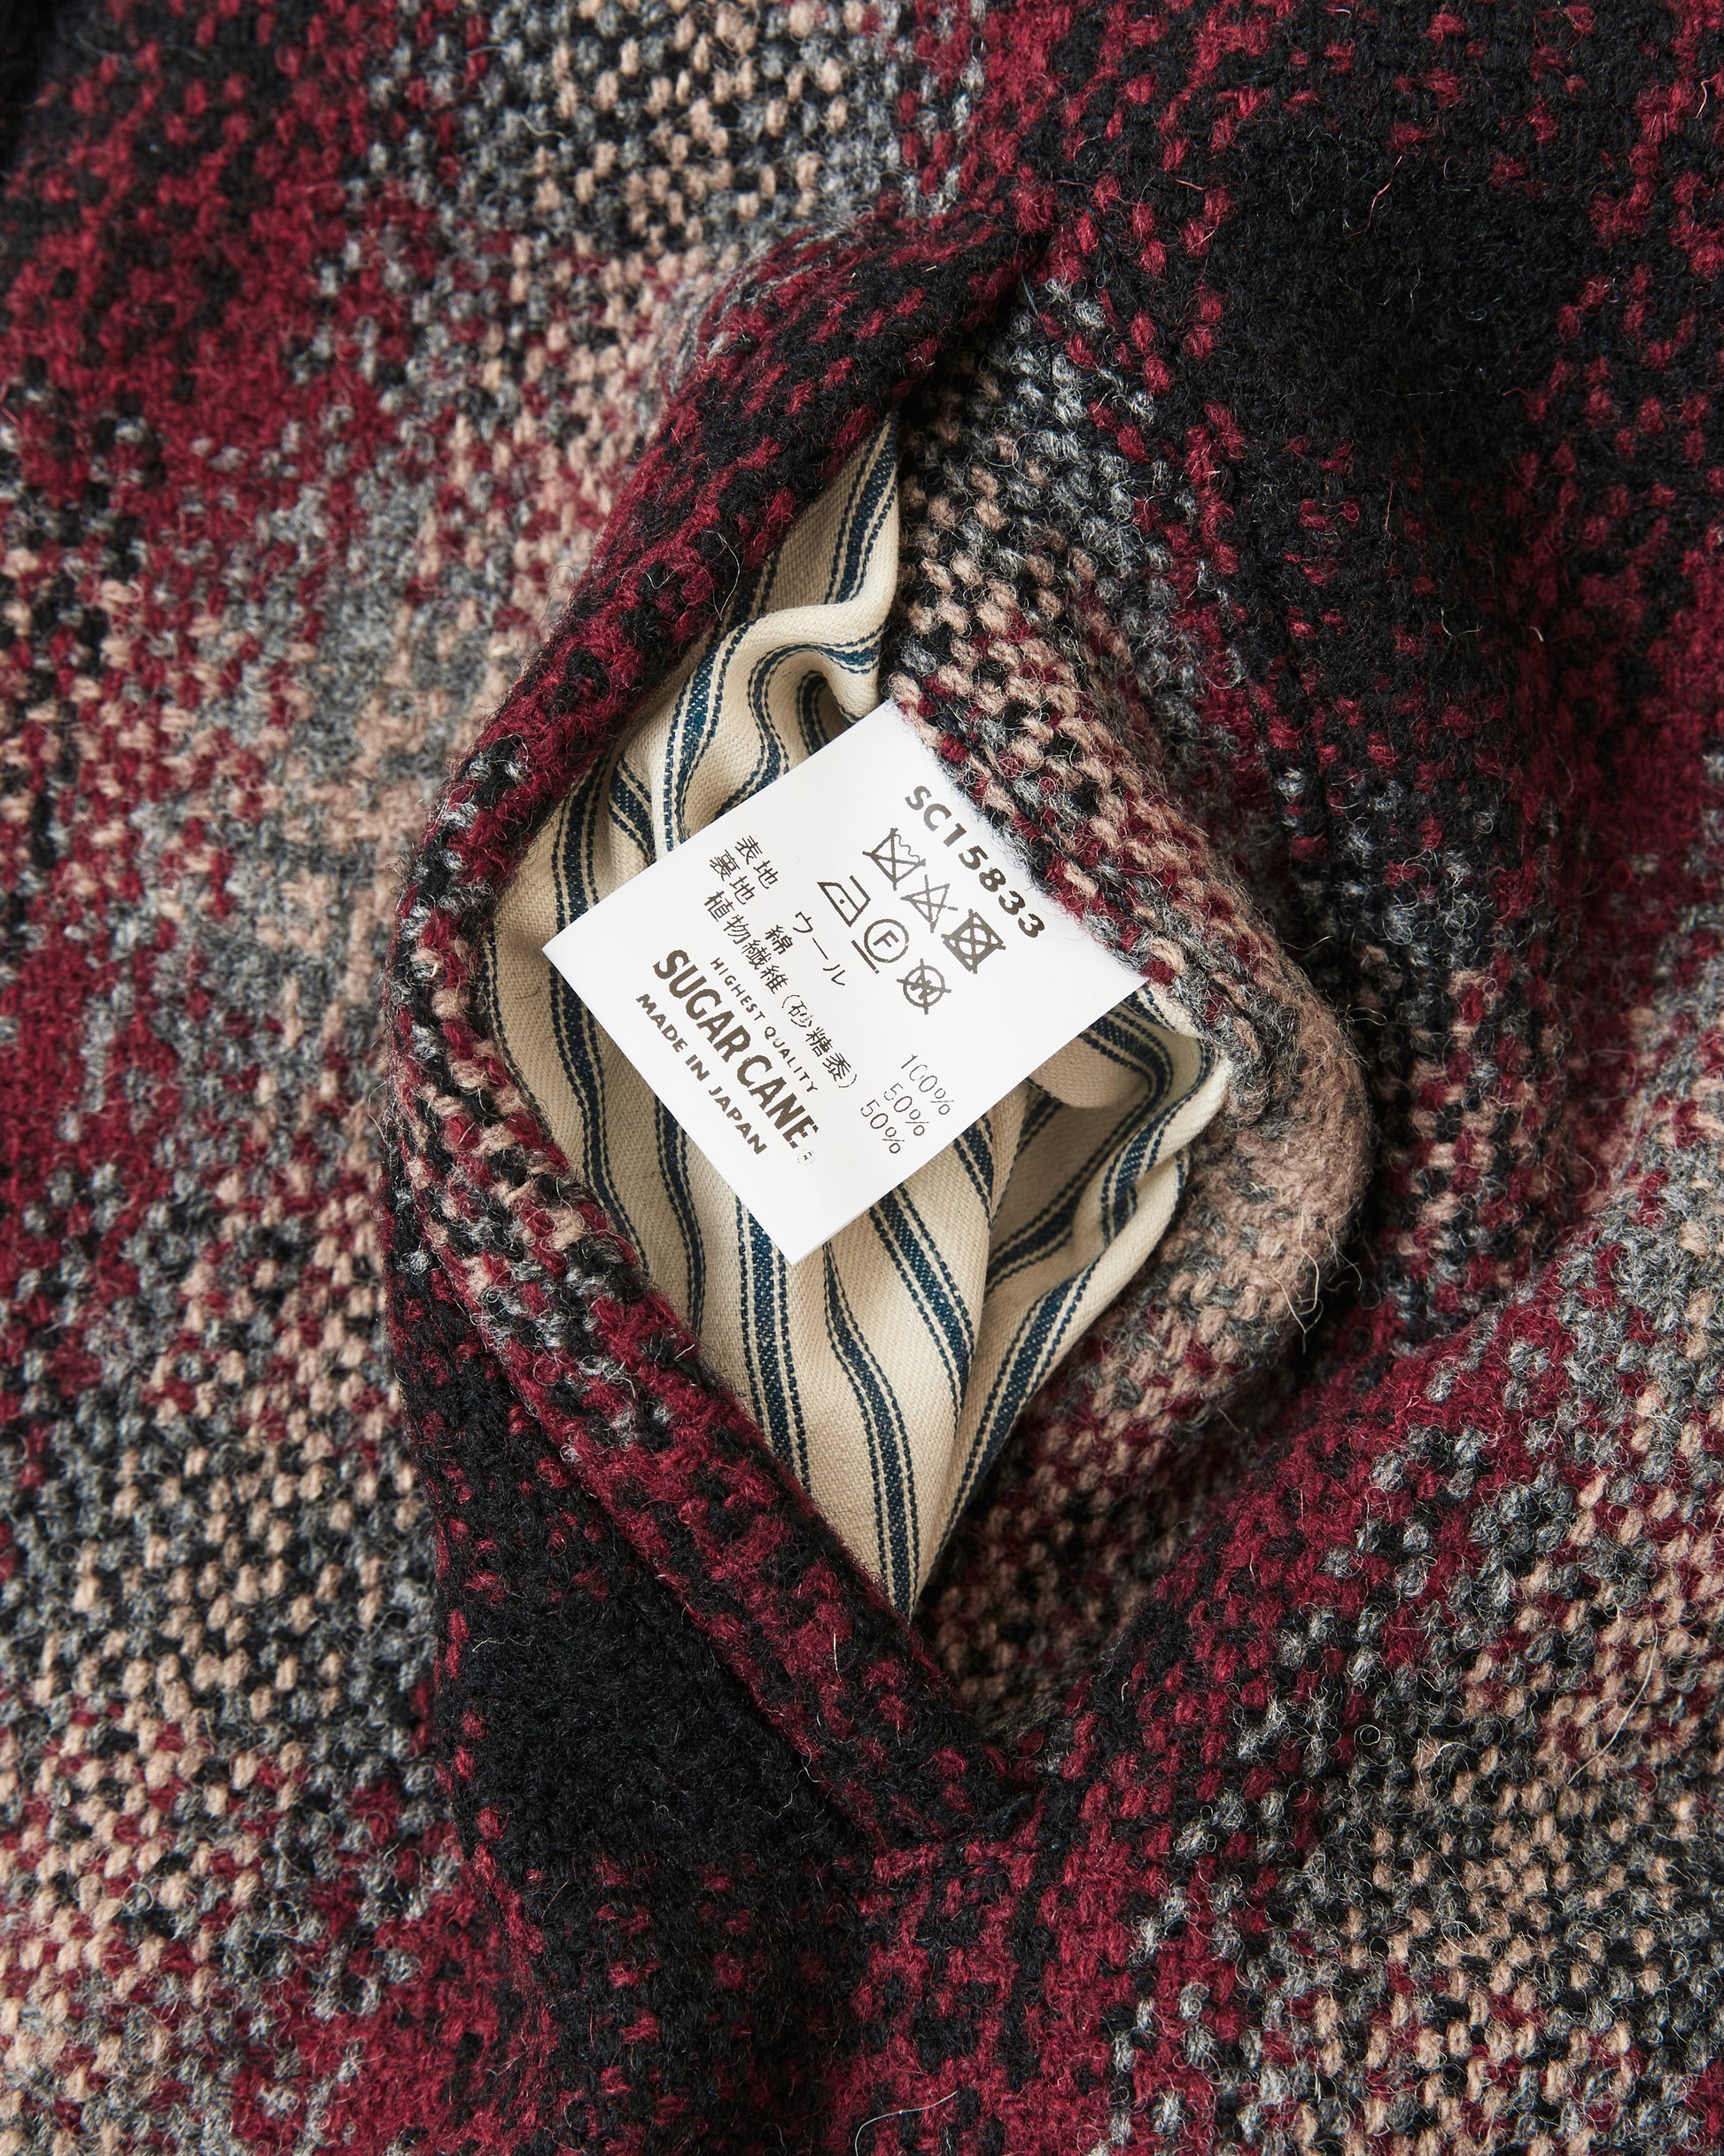 SC15833
表地 ウール 100%
裏地 綿 50%
植物繊維 (砂糖黍) 50%
HIGHEST QUALITY
SUGAR CANE®
MADE IN JAPAN